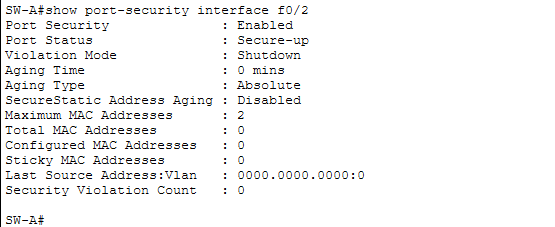 SW-A#show port-security interface f0/2
Port Security              : Enabled
Port Status                : Secure-up
Violation Mode             : Shutdown
Aging Time                 : 0 mins
Aging Type                 : Absolute
SecureStatic Address Aging : Disabled
Maximum MAC Addresses      : 2
Total MAC Addresses        : 0
Configured MAC Addresses   : 0
Sticky MAC Addresses       : 0
Last Source Address:Vlan   : 0000.0000.0000:0
Security Violation Count   : 0
SW-A#